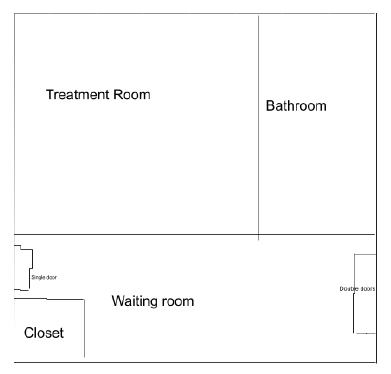 Treatment Room
Bathroom
Single door
Double doors
Waiting room
Closet